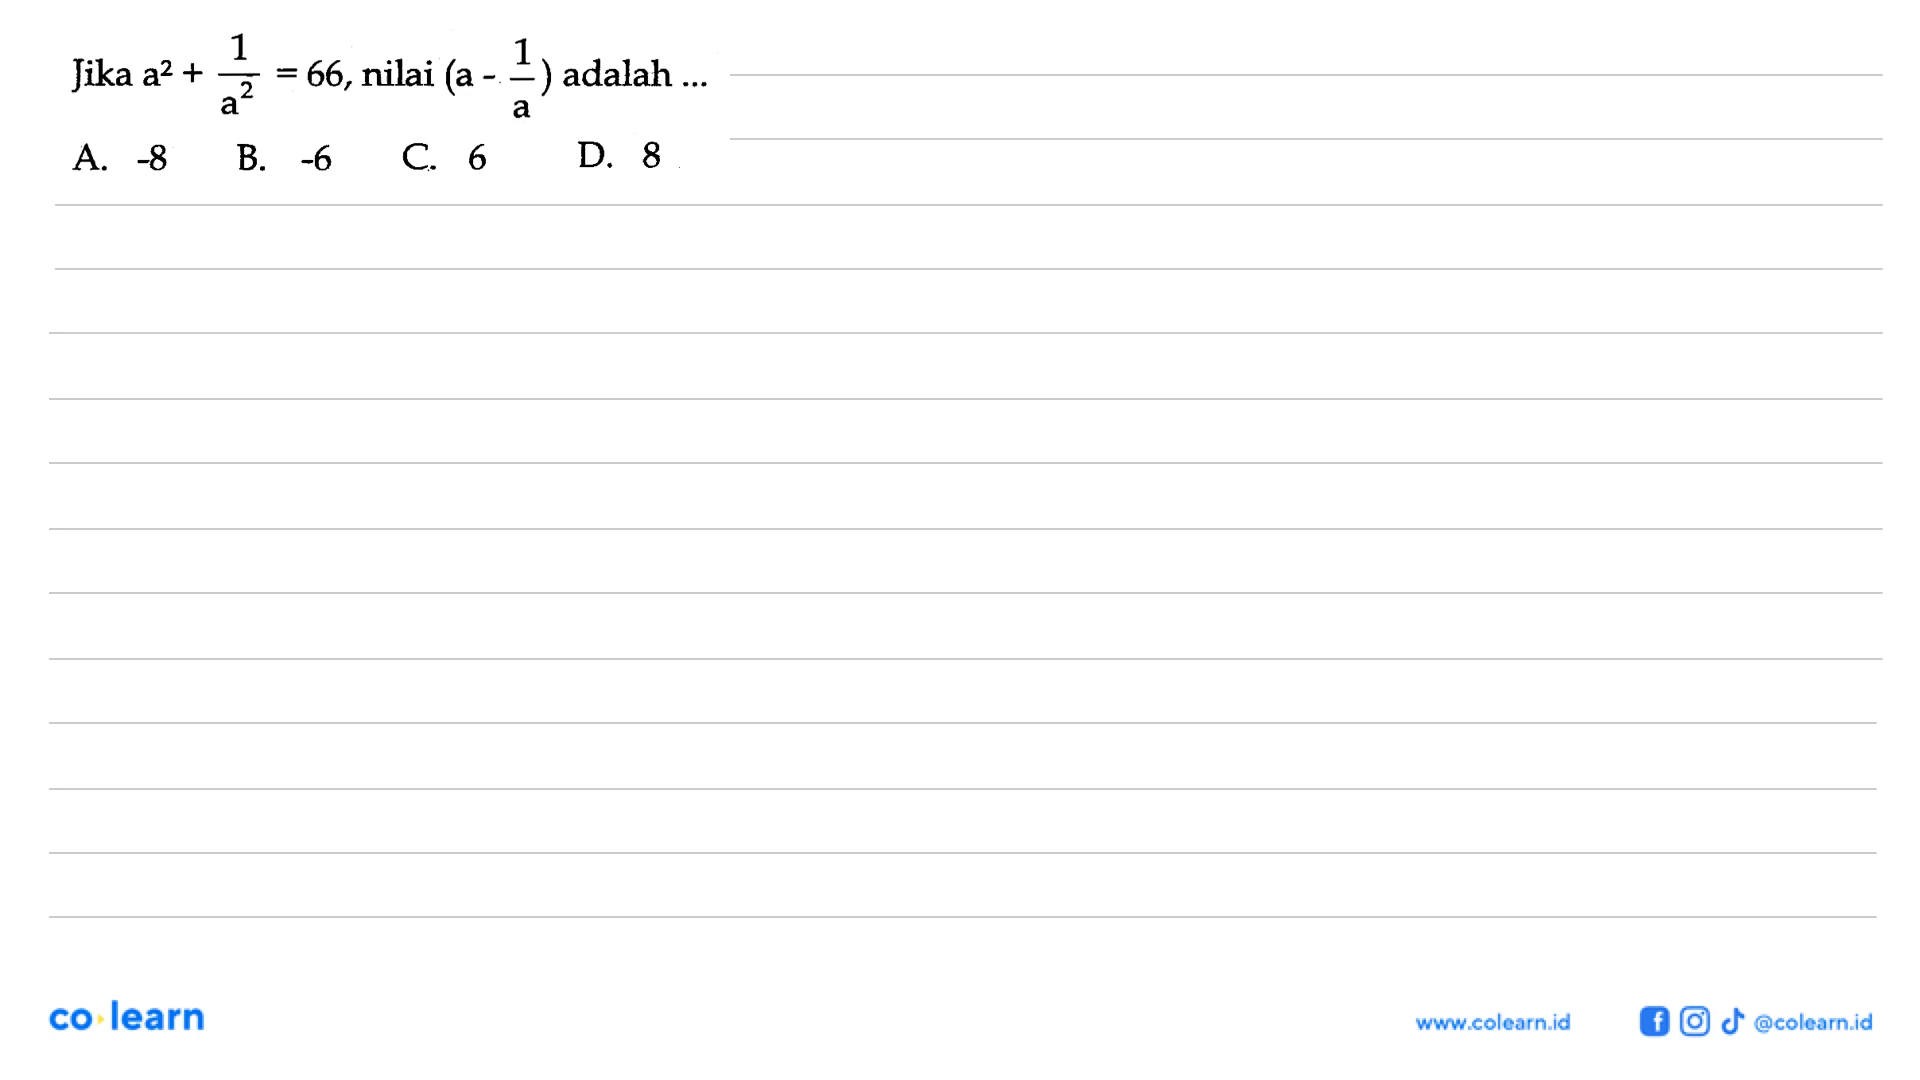 Jika a² + 1/a² = 66, nilai (a - 1/a) adalah ...
A. -8 B. -6 C. 6 D. 8
co learn
www.colearn.id @colearn.id